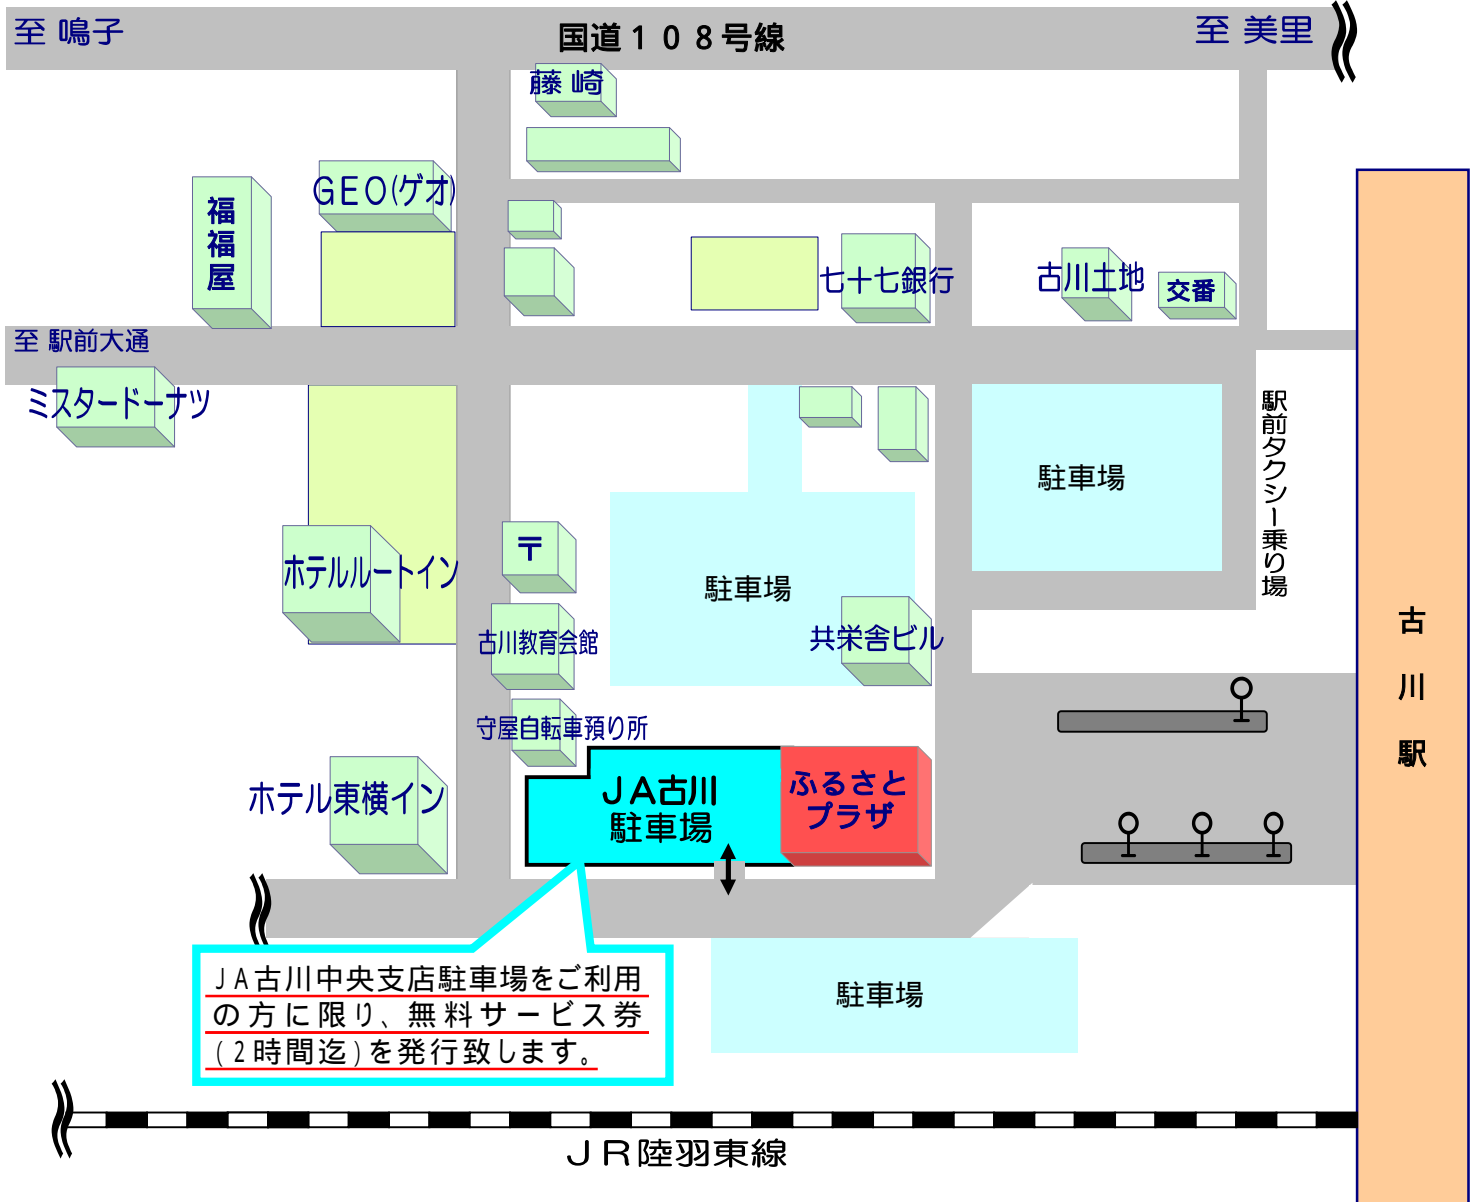 至 鳴子
国道１０８号線
至 美里
藤 崎
GEO(ゲオ)
福福屋
七十七銀行
古川土地
交番
至 駅前大通
ミスタードーナツ
駅前タクシー乗り場
駐車場
〒
ホテルルートイン
駐車場
古川教育会館
共栄舎ビル
古川駅
守屋自転車預り所
ホテル東横イン
ＪＡ古川
駐車場
ふるさと
プラザ
ＪＡ古川中央支店駐車場をご利用
の方に限り、無料サービス券
(２時間迄)を発行致します。
駐車場
ＪＲ陸羽東線